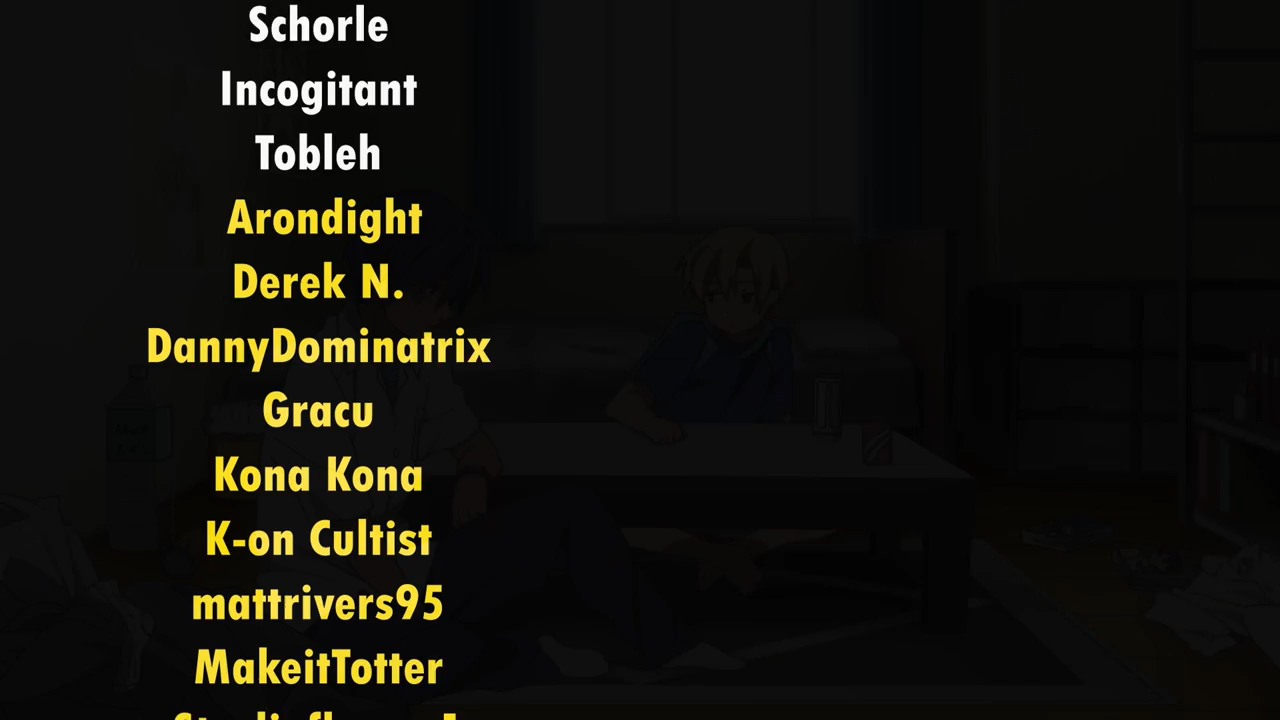 Schorle
Incogitant
Tobleh
Arondight
Derek N.
DannyDominatrix
Gracu
Kona Kona
K-on Cultist
mattrivers95
MakeitTotter